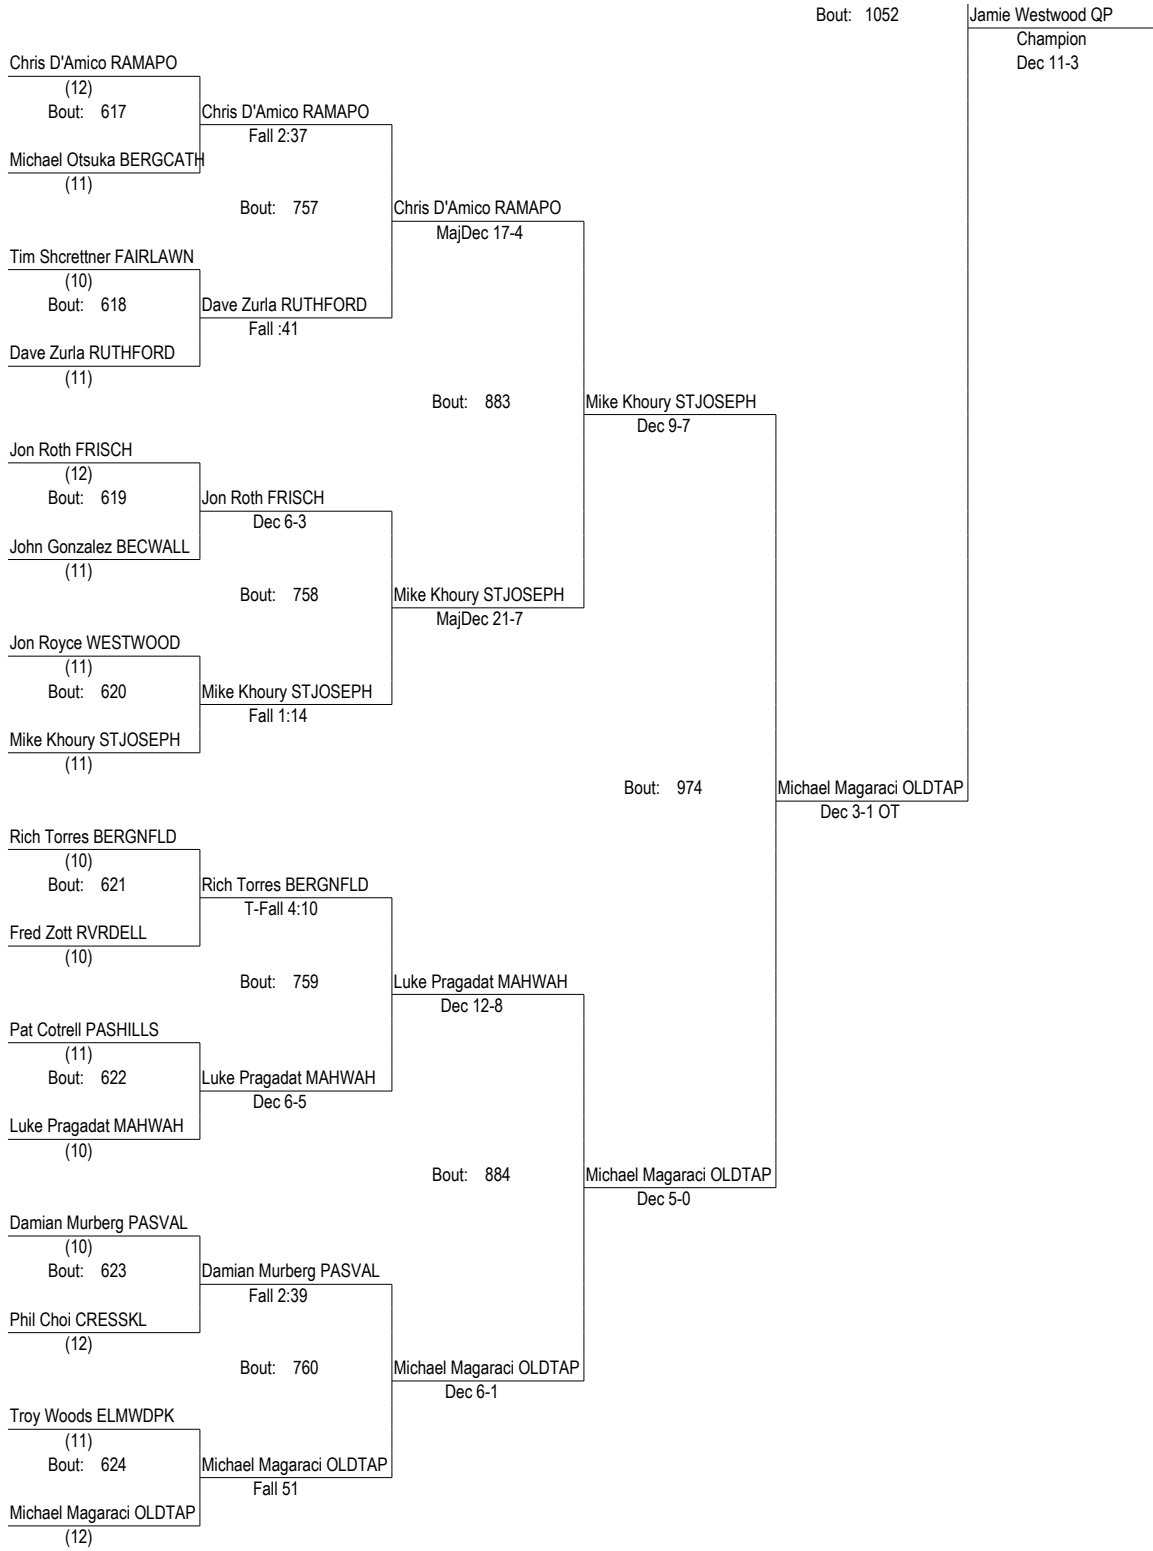 Bout: 1052
Jamie Westwood QP
Champion
Dec 11-3
Chris D'Amico RAMAPO
(12)
Bout: 617
Chris D'Amico RAMAPO
Fall 2:37
Michael Otsuka BERGCATH
(11)
Bout: 757
Chris D'Amico RAMAPO
MajDec 17-4
Tim Shcrettner FAIRLAWN
(10)
Bout: 618
Dave Zurla RUTHFORD
Fall :41
Dave Zurla RUTHFORD
(11)
Bout: 883
Mike Khoury STJOSEPH
Dec 9-7
Jon Roth FRISCH
(12)
Bout: 619
Jon Roth FRISCH
Dec 6-3
John Gonzalez BECWALL
(11)
Bout: 758
Mike Khoury STJOSEPH
MajDec 21-7
Jon Royce WESTWOOD
(11)
Bout: 620
Mike Khoury STJOSEPH
Fall 1:14
Mike Khoury STJOSEPH
(11)
Bout: 974
Michael Magaraci OLDTAP
Dec 3-1 OT
Rich Torres BERGNFLD
(10)
Bout: 621
Rich Torres BERGNFLD
T-Fall 4:10
Fred Zott RVRDELL
(10)
Bout: 759
Luke Pragadat MAHWAH
Dec 12-8
Pat Cotrell PASHILLS
(11)
Bout: 622
Luke Pragadat MAHWAH
Dec 6-5
Luke Pragadat MAHWAH
(10)
Bout: 884
Michael Magaraci OLDTAP
Dec 5-0
Damian Murberg PASVAL
(10)
Bout: 623
Damian Murberg PASVAL
Fall 2:39
Phil Choi CRESSKL
(12)
Bout: 760
Michael Magaraci OLDTAP
Dec 6-1
Troy Woods ELMWDPK
(11)
Bout: 624
Michael Magaraci OLDTAP
Fall 51
Michael Magaraci OLDTAP
(12)